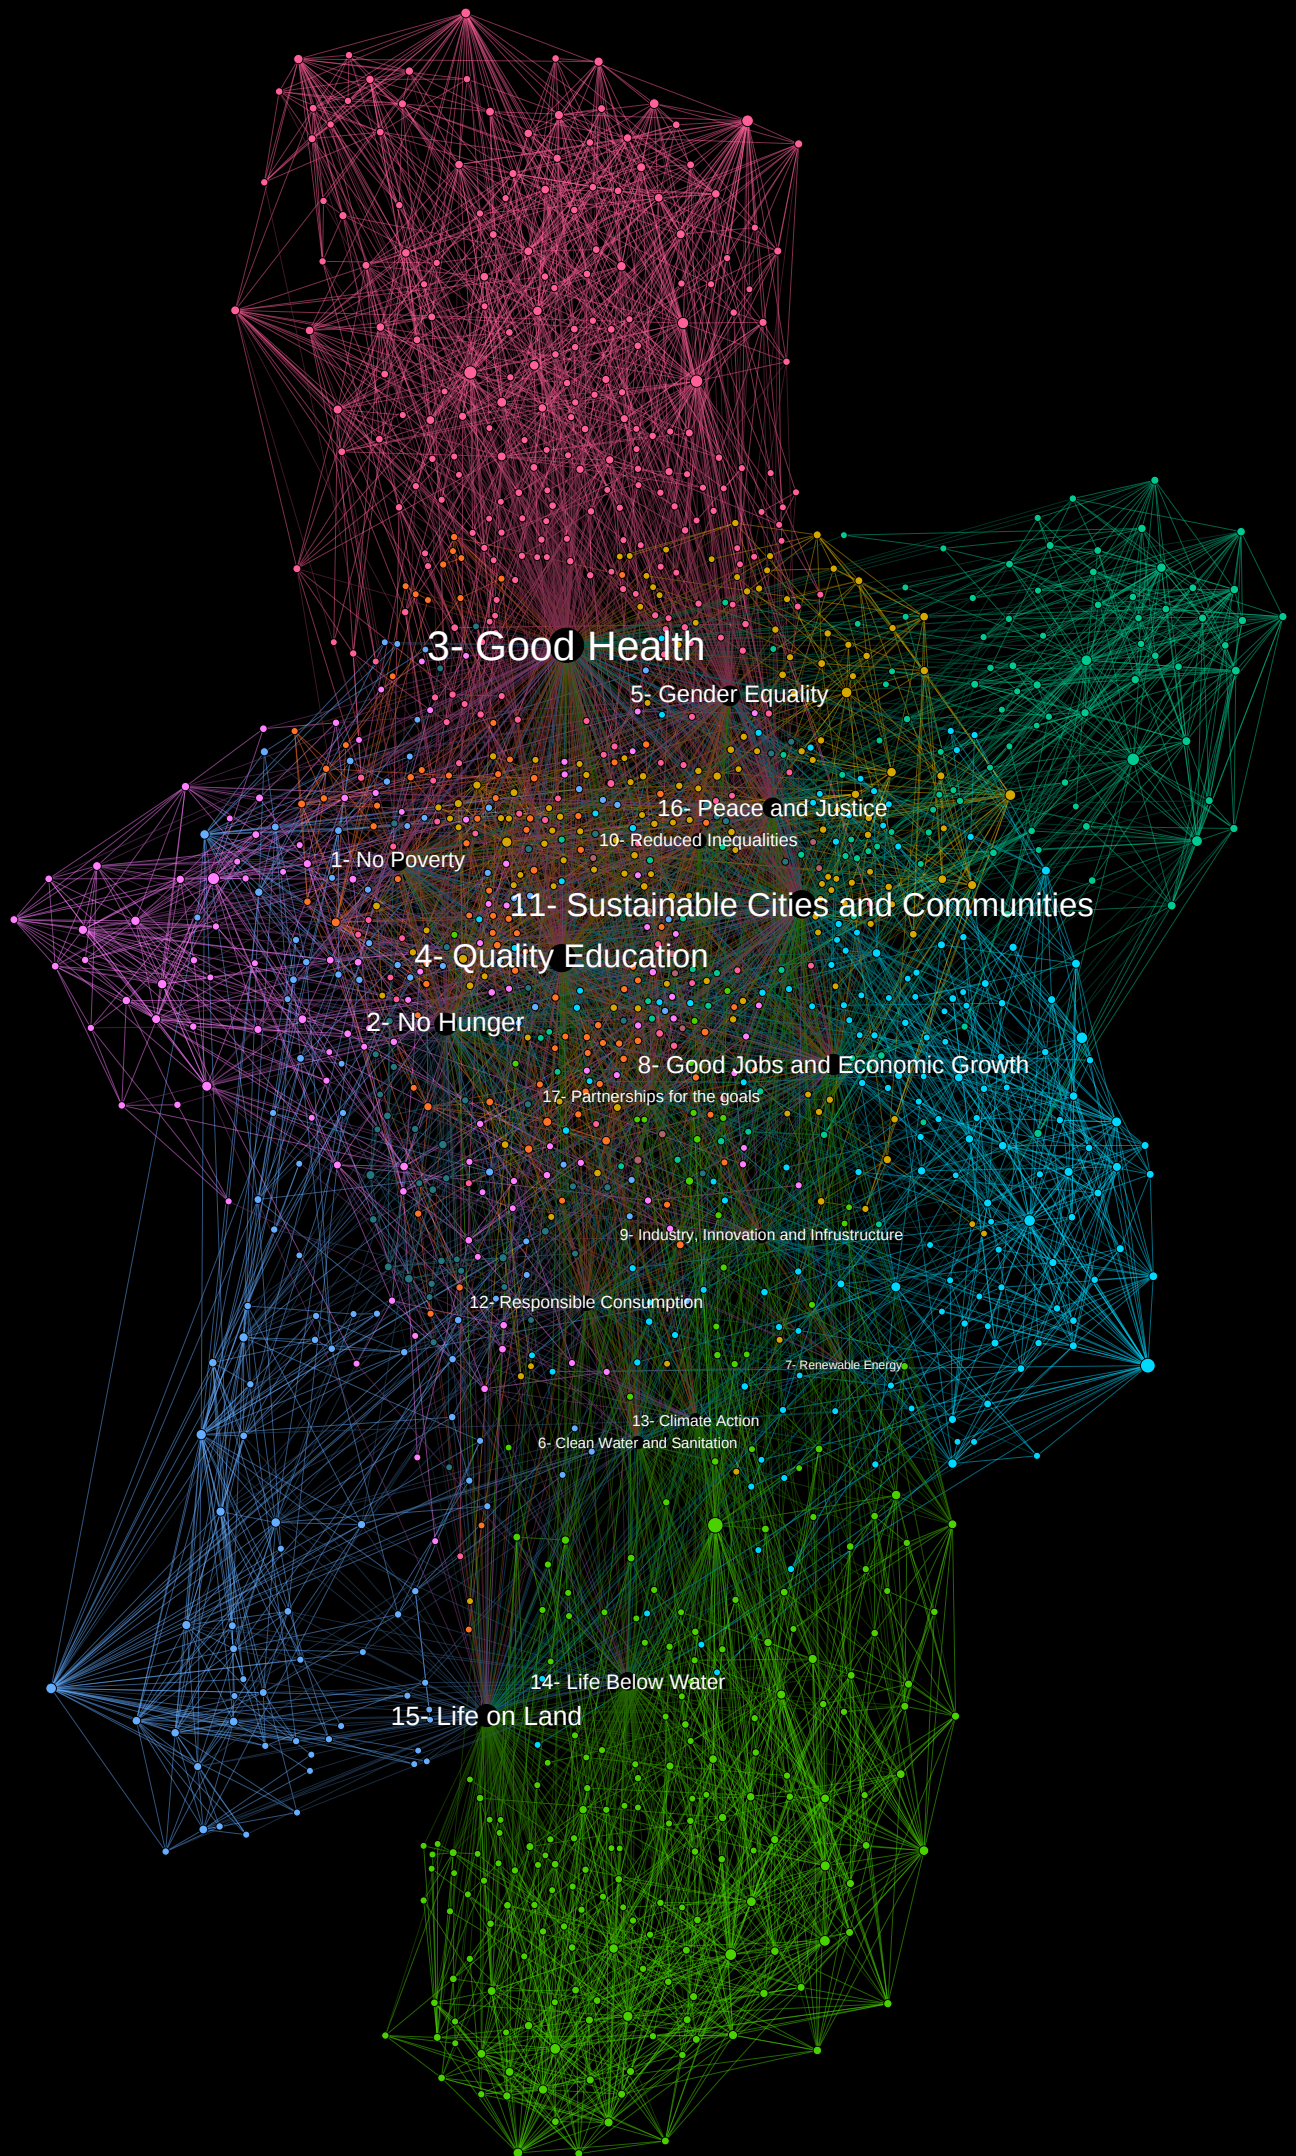 3- Good Health
5- Gender Equality
16- Peace and Justice
10- Reduced Inequalities
1- No Poverty
11- Sustainable Cities and Communities
4- Quality Education
2- No Hunger
8- Good Jobs and Economic Growth
17- Partnerships for the goals
9- Industry, Innovation and Infrustructure
12- Responsible Consumption
7- Renewable Energy
13- Climate Action
6- Clean Water and Sanitation
14- Life Below Water
15- Life on Land